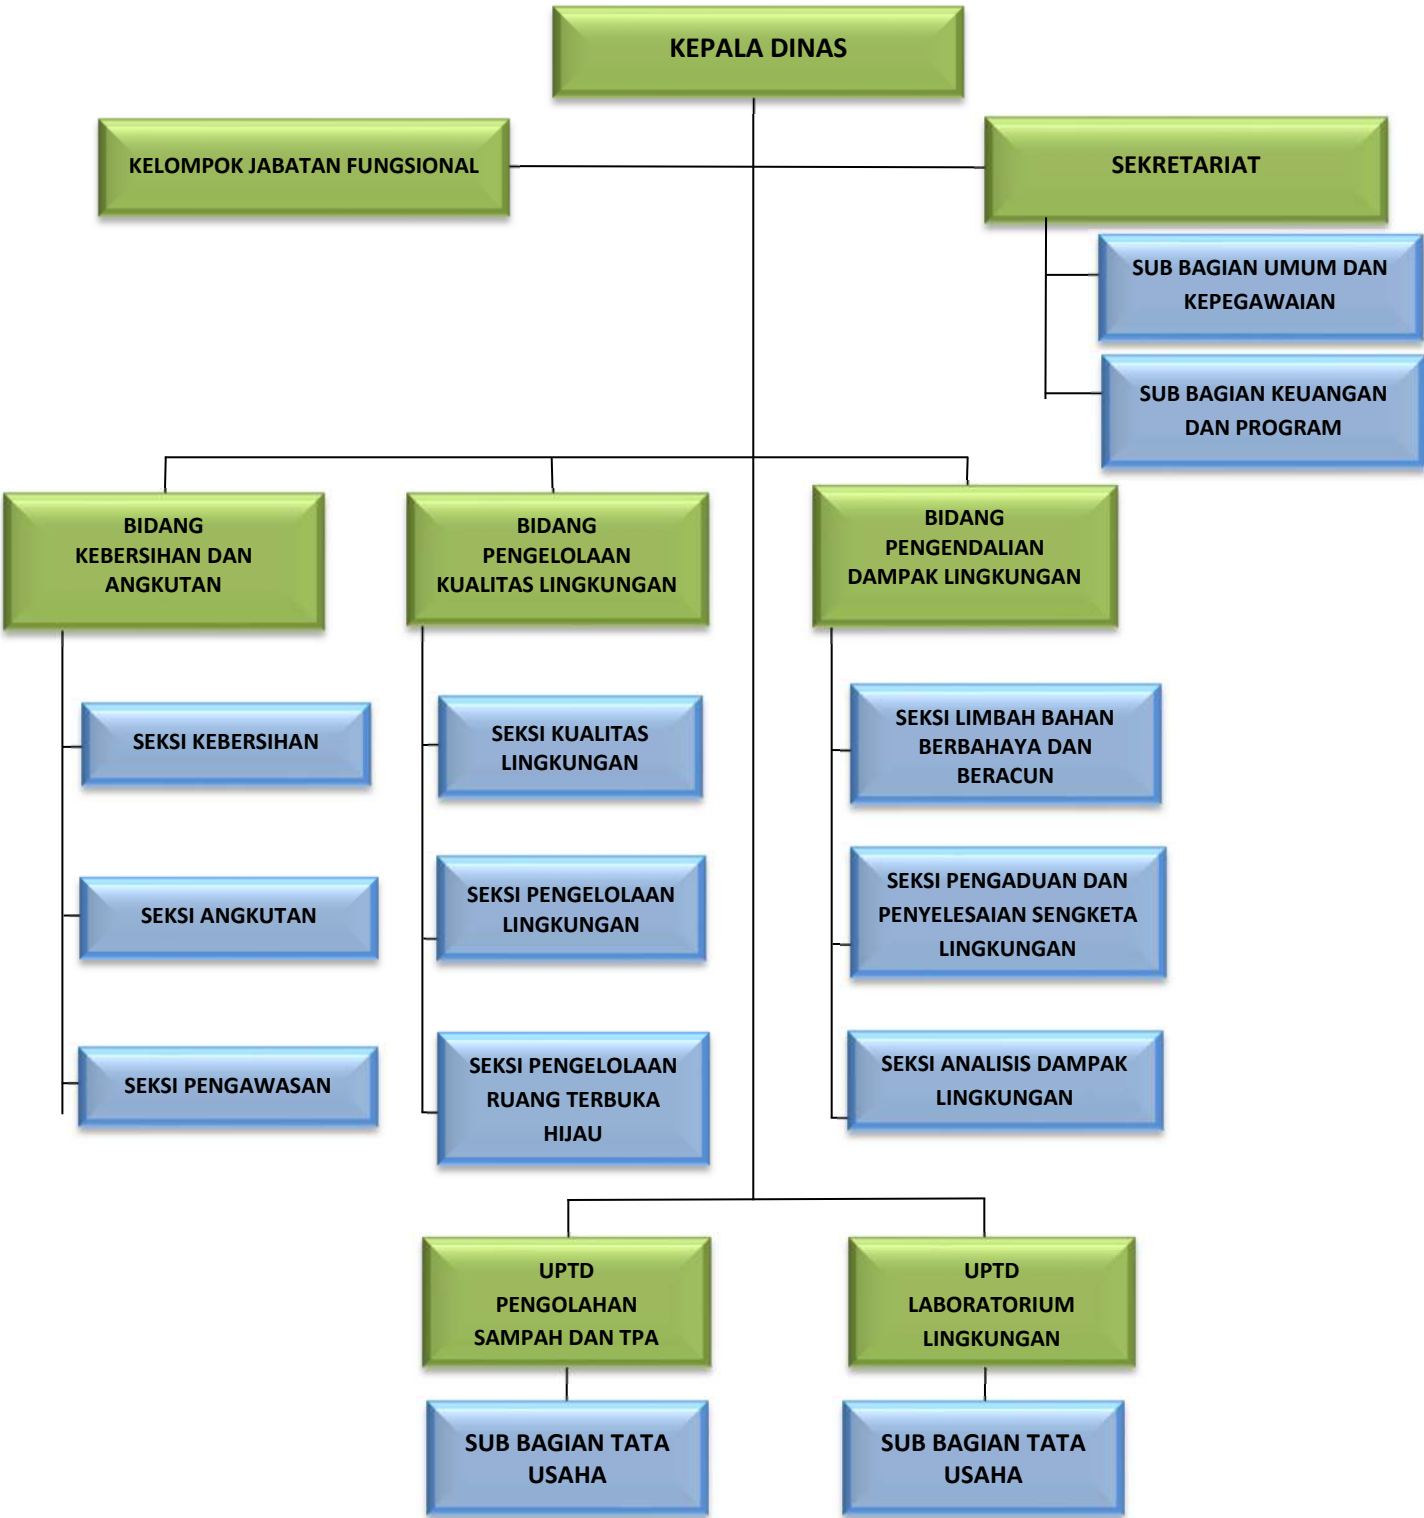 KEPALA DINAS
KELOMPOK JABATAN FUNGSIONAL
SEKRETARIAT
SUB BAGIAN UMUM DAN
KEPEGAWAIAN
SUB BAGIAN KEUANGAN
DAN PROGRAM
BIDANG
KEBERSIHAN DAN
ANGKUTAN
BIDANG
PENGELOLAAN
KUALITAS LINGKUNGAN
BIDANG
PENGENDALIAN
DAMPAK LINGKUNGAN
SEKSI KEBERSIHAN
SEKSI ANGKUTAN
SEKSI PENGAWASAN
SEKSI KUALITAS
LINGKUNGAN
SEKSI PENGELOLAAN
LINGKUNGAN
SEKSI PENGELOLAAN
RUANG TERBUKA
HIJAU
SEKSI LIMBAH BAHAN
BERBAHAYA DAN
BERACUN
SEKSI PENGADUAN DAN
PENYELESAIAN SENGKETA
LINGKUNGAN
SEKSI ANALISIS DAMPAK
LINGKUNGAN
UPTD
PENGOLAHAN
SAMPAH DAN TPA
SUB BAGIAN TATA
USAHA
UPTD
LABORATORIUM
LINGKUNGAN
SUB BAGIAN TATA
USAHA